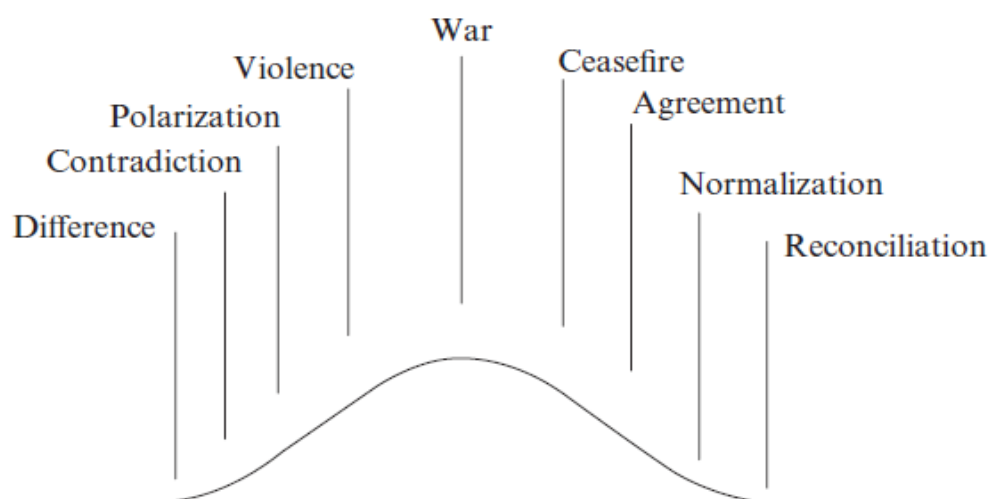 War
Violence
Ceasefire
Polarization
Agreement
Contradiction
Normalization
Difference
Reconciliation